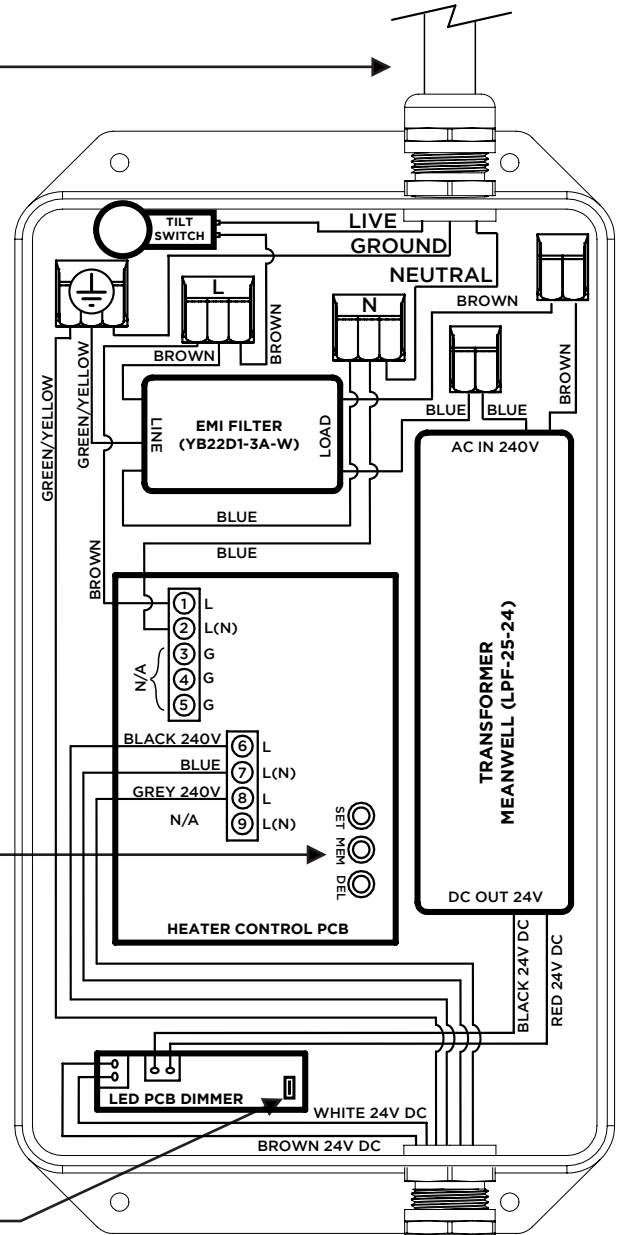 TILT
SWITCH
LIVE
GROUND
NEUTRAL
L
N
BROWN
BROWN
BROWN
BROWN
GREEN/YELLOW
GREEN/YELLOW
LINE
EMI FILTER
(YB22D1-3A-W)
LOAD
BLUE
BLUE
AC IN 240V
BLUE
BLUE
BROWN
1 L
2 L(N)
3 G
4 G
5 G
N/A
BLACK 240V
6 L
BLUE
7 L(N)
GREY 240V
8 L
N/A
9 L(N)
SET
MEM
DEL
HEATER CONTROL PCB
TRANSFORMER
MEANWELL (LPF-25-24)
DC OUT 24V
BLACK 24V DC
RED 24V DC
LED PCB DIMMER
WHITE 24V DC
BROWN 24V DC